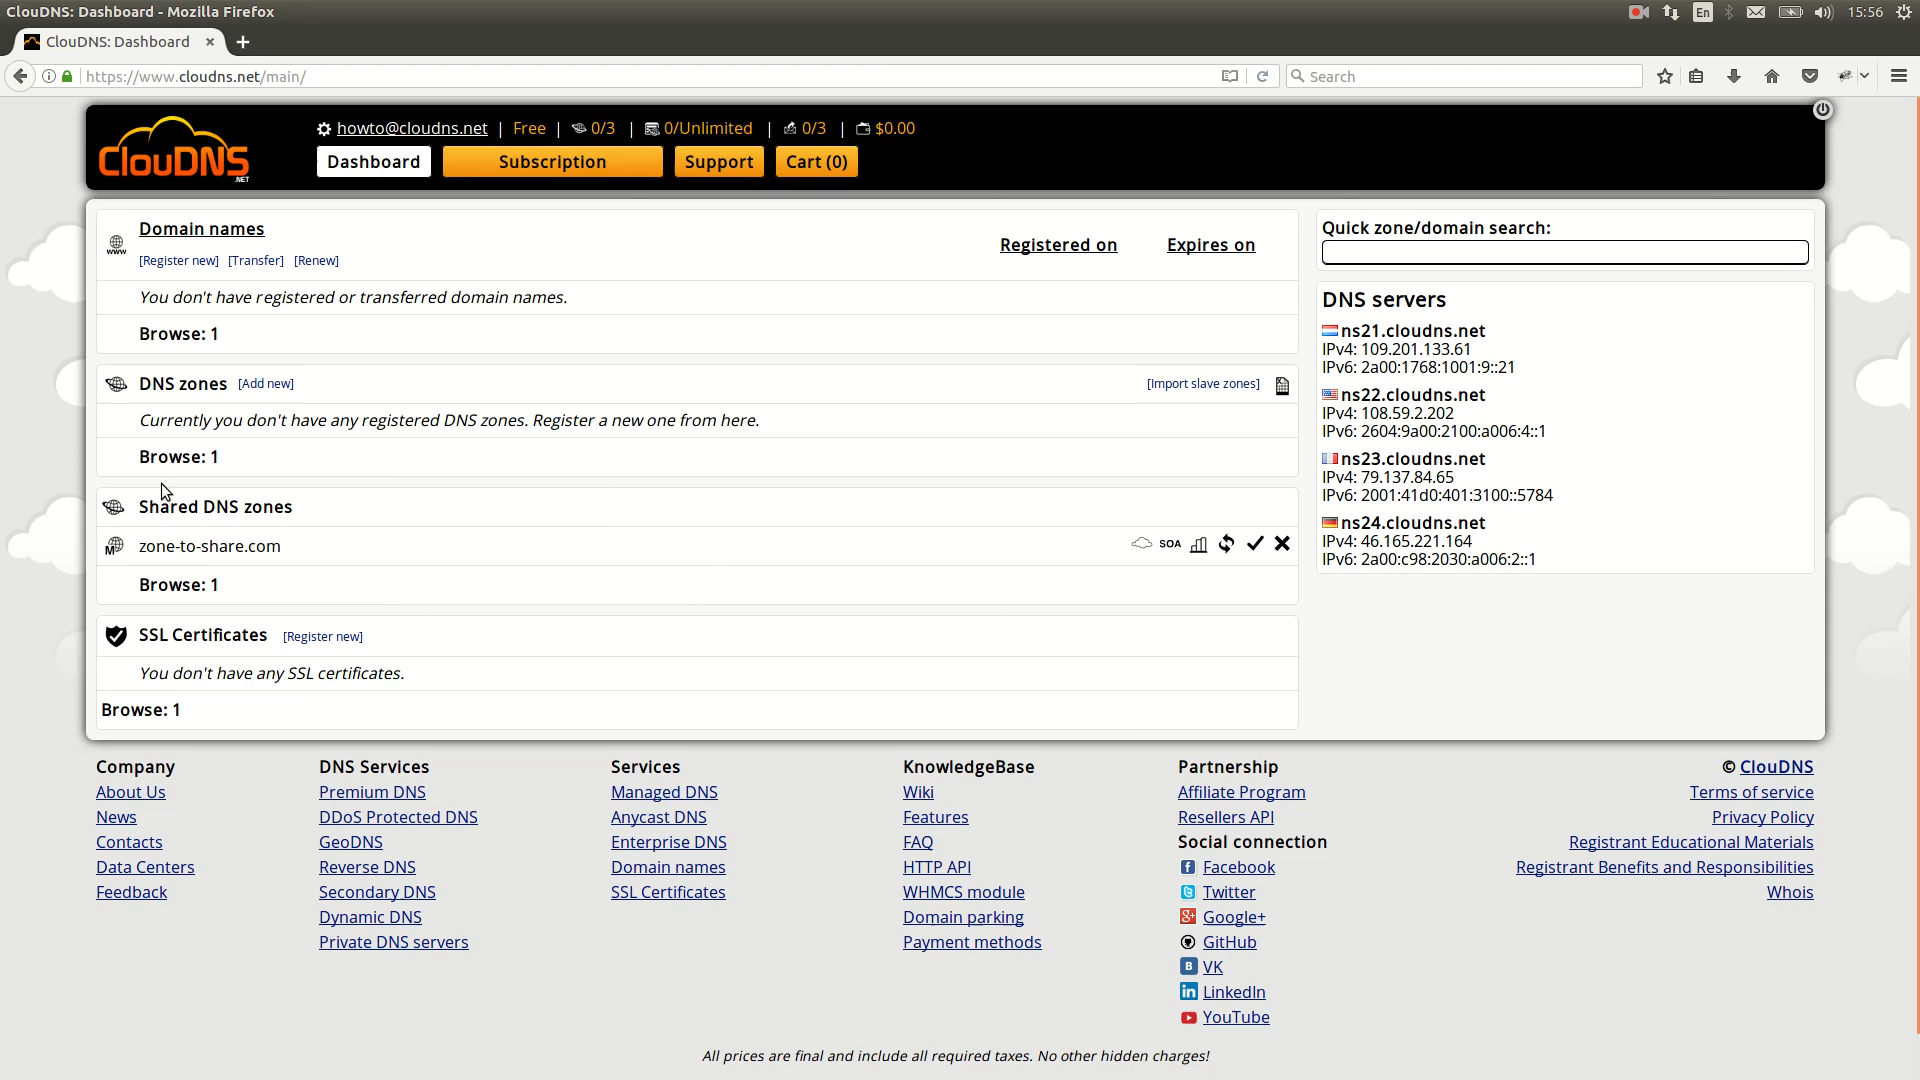 ClouDNS: Dashboard - Mozilla Firefox
En
15:56
ClouDNS: Dashboard
https://www.cloudns.net/main/
Search
ClouDNS
.NET
howto@cloudns.net | Free | 0/3 | 0/Unlimited | 0/3 | $0.00
Dashboard
Subscription
Support
Cart (0)
Domain names
[Register new] [Transfer] [Renew]
Registered on
Expires on
You don't have registered or transferred domain names.
Browse: 1
DNS zones [Add new]
[Import slave zones]
Currently you don't have any registered DNS zones. Register a new one from here.
Browse: 1
Shared DNS zones
zone-to-share.com
SOA
Browse: 1
SSL Certificates [Register new]
You don't have any SSL certificates.
Browse: 1
Quick zone/domain search:
DNS servers
ns21.cloudns.net
IPv4: 109.201.133.61
IPv6: 2a00:1768:1001:9::21
ns22.cloudns.net
IPv4: 108.59.2.202
IPv6: 2604:9a00:2100:a006:4::1
ns23.cloudns.net
IPv4: 79.137.84.65
IPv6: 2001:41d0:401:3100::5784
ns24.cloudns.net
IPv4: 46.165.221.164
IPv6: 2a00:c98:2030:a006:2::1
Company
About Us
News
Contacts
Data Centers
Feedback
DNS Services
Premium DNS
DDoS Protected DNS
GeoDNS
Reverse DNS
Secondary DNS
Dynamic DNS
Private DNS servers
Services
Managed DNS
Anycast DNS
Enterprise DNS
Domain names
SSL Certificates
KnowledgeBase
Wiki
Features
FAQ
HTTP API
WHMCS module
Domain parking
Payment methods
Partnership
Affiliate Program
Resellers API
Social connection
Facebook
Twitter
Google+
GitHub
VK
LinkedIn
YouTube
© ClouDNS
Terms of service
Privacy Policy
Registrant Educational Materials
Registrant Benefits and Responsibilities
Whois
All prices are final and include all required taxes. No other hidden charges!